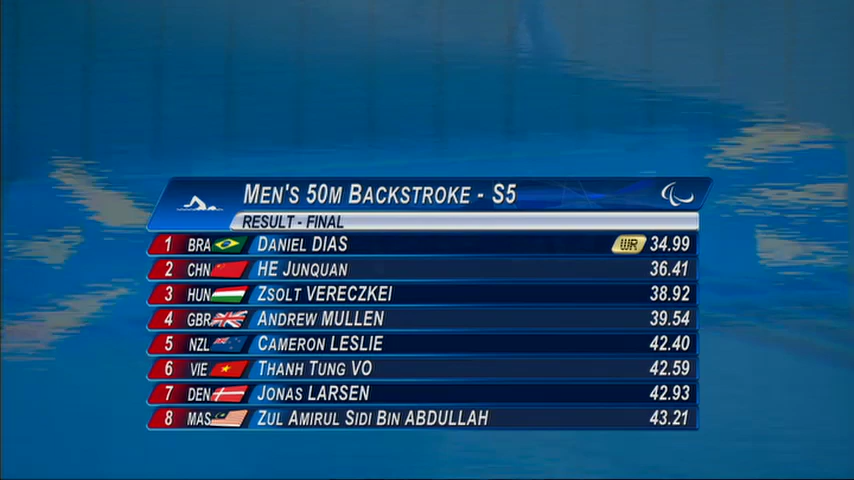 MEN'S 50M BACKSTROKE - S5
RESULT - FINAL
1 BRA DANIEL DIAS WR 34.99
2 CHN HE JUNQUAN 36.41
3 HUN ZSOLT VERECZKEI 38.92
4 GBR ANDREW MULLEN 39.54
5 NZL CAMERON LESLIE 42.40
6 VIE THANH TUNG VO 42.59
7 DEN JONAS LARSEN 42.93
8 MAS ZUL AMIRUL SIDI BIN ABDULLAH 43.21